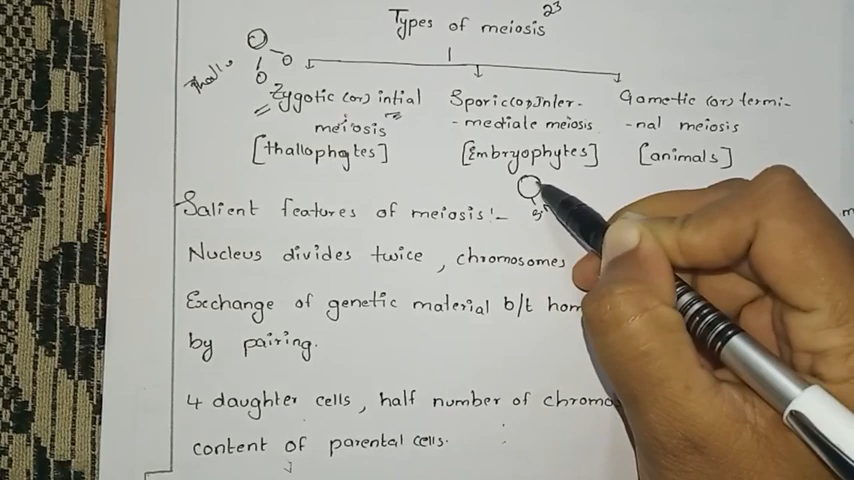 Types of meiosis 23
Thallo
Zygotic (or) intial
meiosis
[thallophytes]
Sporic (or) Inter-
-mediate meiosis
[Embryophytes]
Gametic (or) termi-
-nal meiosis
[animals]
Salient features of meiosis:-
Nucleus divides twice, chromosomes
Exchange of genetic material b/t hom
by pairing.
4 daughter cells, half number of chromos
content of parental cells.